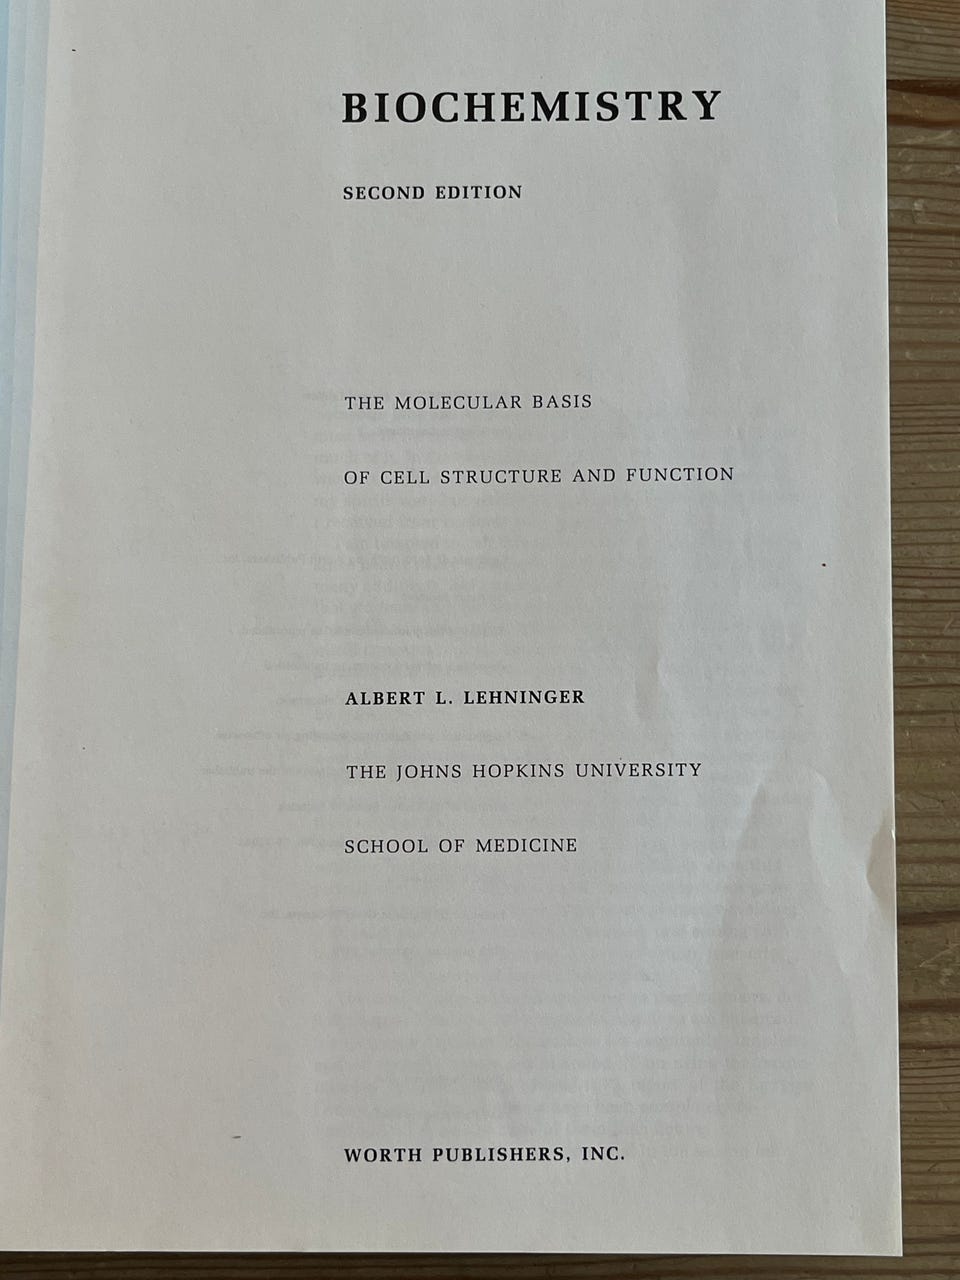 BIOCHEMISTRY
SECOND EDITION
THE MOLECULAR BASIS
OF CELL STRUCTURE AND FUNCTION
ALBERT L. LEHNINGER
THE JOHNS HOPKINS UNIVERSITY
SCHOOL OF MEDICINE
WORTH PUBLISHERS, INC.